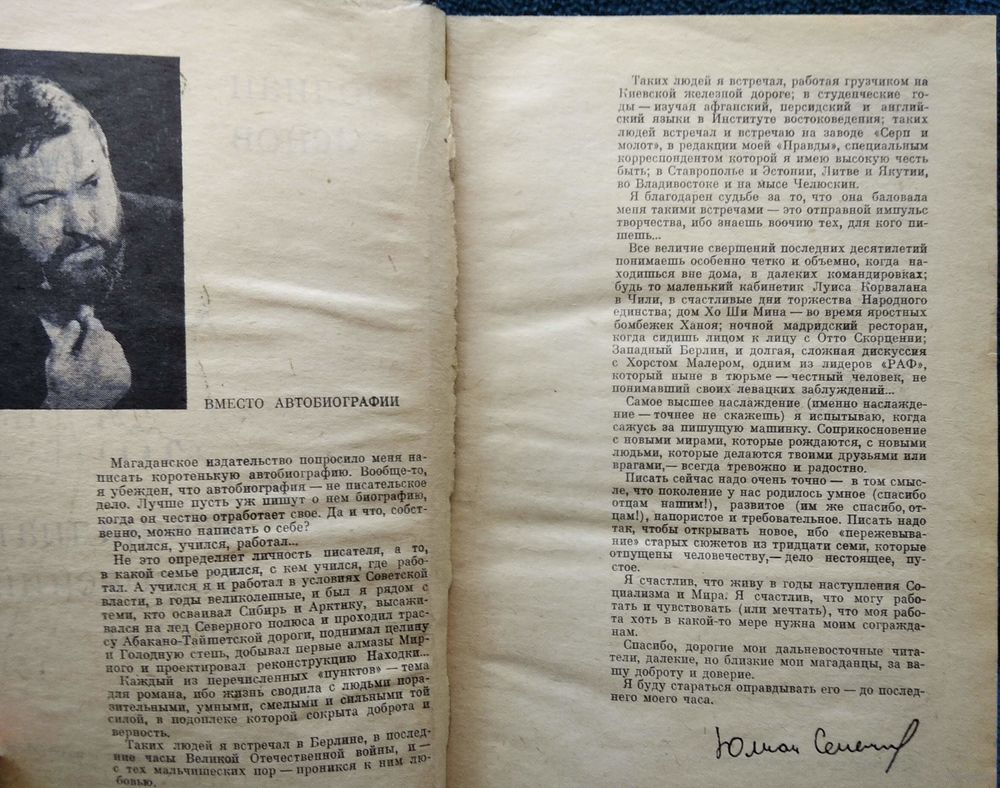 ВМЕСТО АВТОБИОГРАФИИ
Магаданское издательство попросило меня на-
писать коротенькую автобиографию. Вообще-то,
я убежден, что автобиография — не писательское
дело. Лучше пусть уж пишут о нем биографию,
когда он честно отработает свое. Да и что, собст-
венно, можно написать о себе?
Родился, учился, работал...
Не это определяет личность писателя, а то,
в какой семье родился, с кем учился, где рабо-
тал. А учился я и работал в условиях Советской
власти, в годы великолепные, и был я рядом с
теми, кто осваивал Сибирь и Арктику, высажи-
вался на лед Северного полюса и проходил трас-
су Абакано-Тайшетской дороги, поднимал целину
и Голодную степь, добывал первые алмазы Мир-
ного и проектировал реконструкцию Находки...
Каждый из перечисленных «пунктов» — тема
для романа, ибо жизнь сводила с людьми пора-
зительными, умными, смелыми и сильными той
силой, в подоплеке которой сокрыта доброта и
верность.
Таких людей я встречал в Берлине, в послед-
ние часы Великой Отечественной войны, и —
с тех мальчишеских пор — проникся к ним лю-
бовью.
Таких людей я встречал, работая грузчиком на
Киевской железной дороге; в студенческие го-
ды — изучая афганский, персидский и англий-
ский языки в Институте востоковедения; таких
людей встречал и встречаю на заводе «Серп и
молот», в редакции моей «Правды», специальным
корреспондентом которой я имею высокую честь
быть; в Ставрополье и Эстонии, Литве и Якутии,
во Владивостоке и на мысе Челюскин.
Я благодарен судьбе за то, что она баловала
меня такими встречами — это отправной импульс
творчества, ибо знаешь воочию тех, для кого пи-
шешь...
Все величие свершений последних десятилетий
понимаешь особенно четко и объемно, когда на-
ходишься вне дома, в далеких командировках;
будь то маленький кабинетик Луиса Корвалана
в Чили, в счастливые дни торжества Народного
единства; дом Хо Ши Мина — во время яростных
бомбежек Ханоя; ночной мадридский ресторан,
когда сидишь лицом к лицу с Отто Скорцени;
Западный Берлин, и долгая, сложная дискуссия
с Хорстом Малером, одним из лидеров «РАФ»,
который ныне в тюрьме — честный человек, не
понимавший своих левацких заблуждений...
Самое высшее наслаждение (именно наслажде-
ние — точнее не скажешь) я испытываю, когда
сажусь за пишущую машинку. Соприкосновение
с новыми мирами, которые рождаются, с новыми
людьми, которые делаются твоими друзьями или
врагами,— всегда тревожно и радостно.
Писать сейчас надо очень точно — в том смыс-
ле, что поколение у нас родилось умное (спасибо
отцам нашим!), развитое (им же спасибо, от-
цам!), напористое и требовательное. Писать надо
так, чтобы открывать новое, ибо «пережевыва-
ние» старых сюжетов из тридцати семи, которые
отпущены человечеству,— дело нестоящее, пу-
стое.
Я счастлив, что живу в годы наступления Со-
циализма и Мира. Я счастлив, что могу рабо-
тать и чувствовать (или мечтать), что моя рабо-
та хоть в какой-то мере нужна моим согражда-
нам.
Спасибо, дорогие мои дальневосточные чита-
тели, далекие, но близкие мои магаданцы, за ва-
шу доброту и доверие.
Я буду стараться оправдывать его — до послед-
него моего часа.
Юлиан Семенов